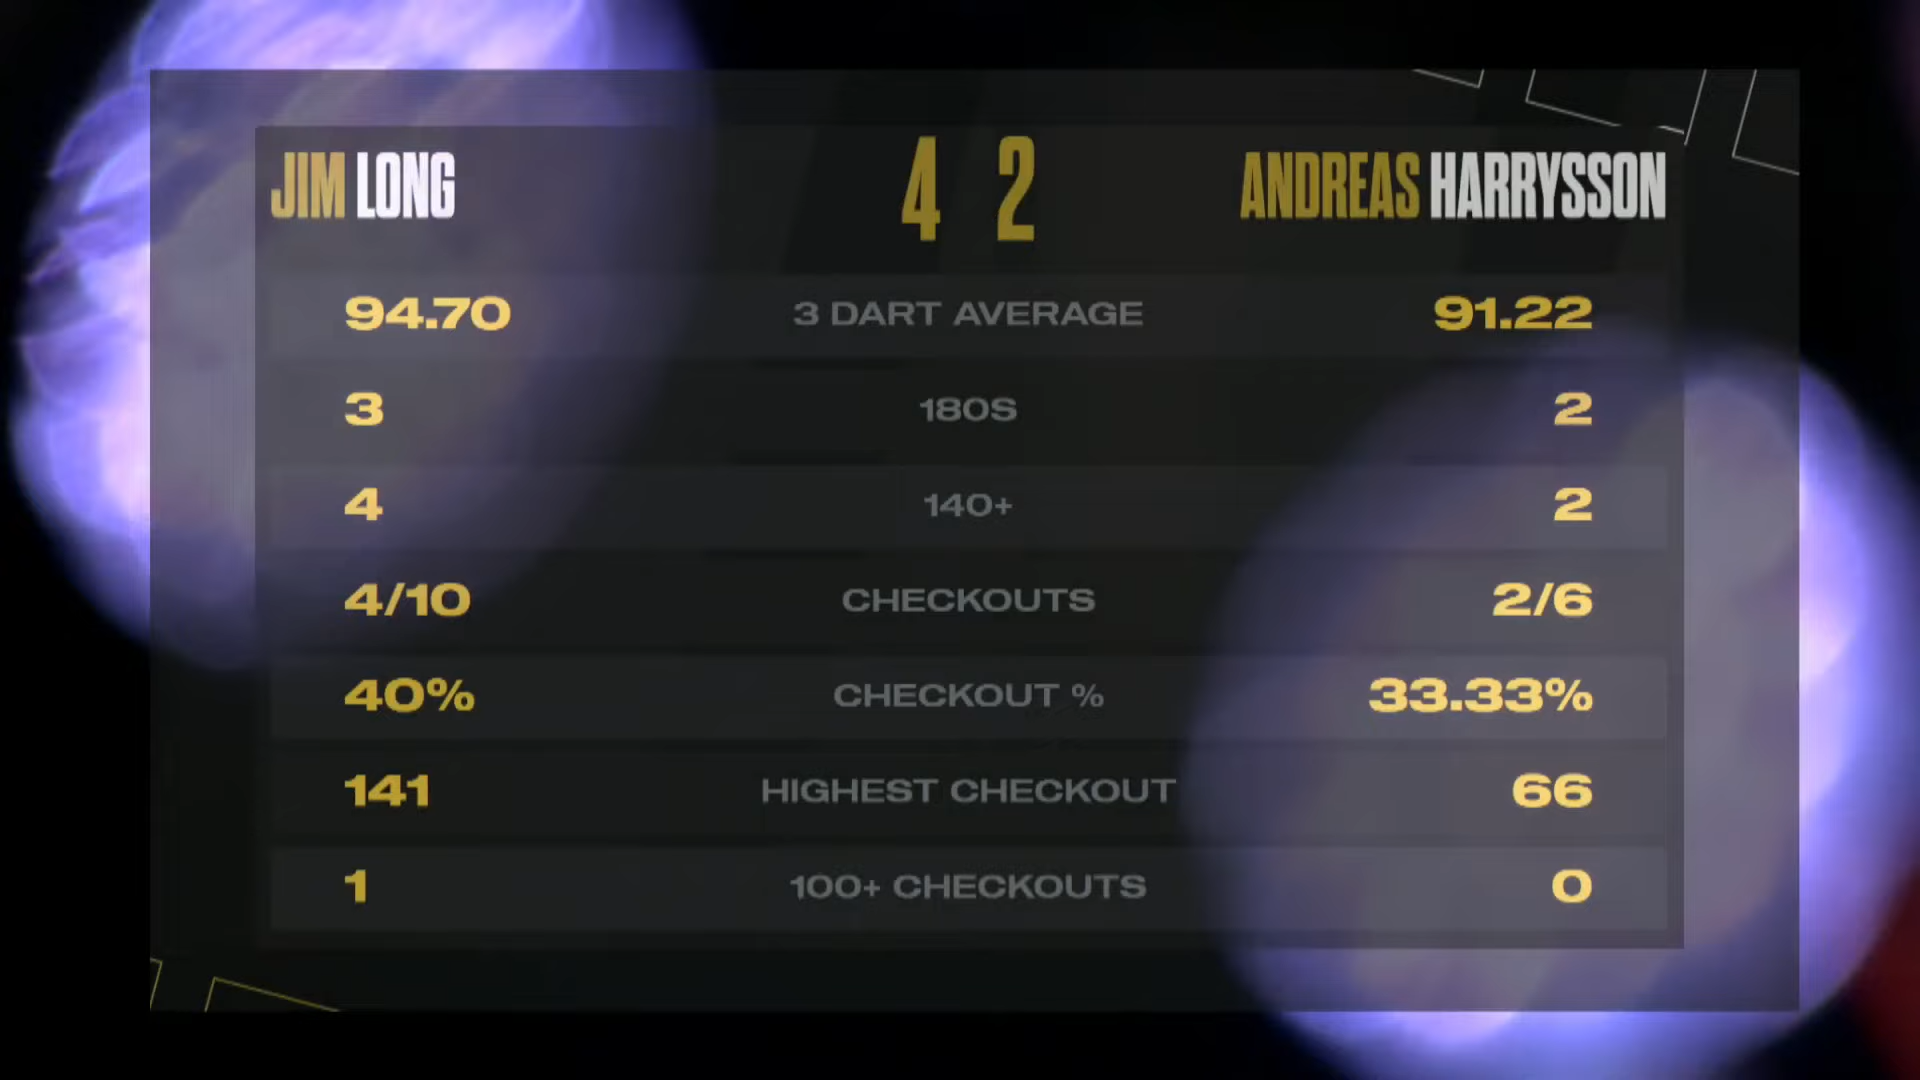 JIM LONG 4 2 ANDREAS HARRYSSON
94.70 3 DART AVERAGE 91.22
3 180S 2
4 140+ 2
4/10 CHECKOUTS 2/6
40% CHECKOUT % 33.33%
141 HIGHEST CHECKOUT 66
1 100+ CHECKOUTS 0